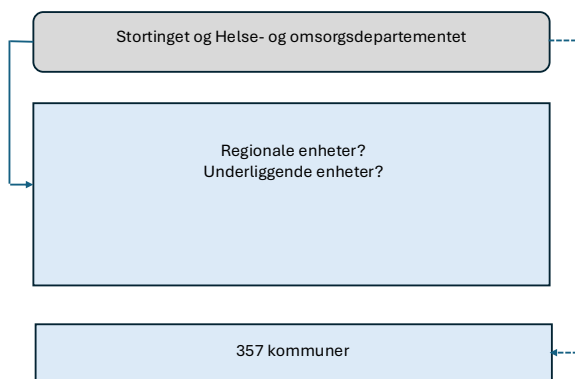 Stortinget og Helse- og omsorgsdepartementet
Regionale enheter?
Underliggende enheter?
357 kommuner